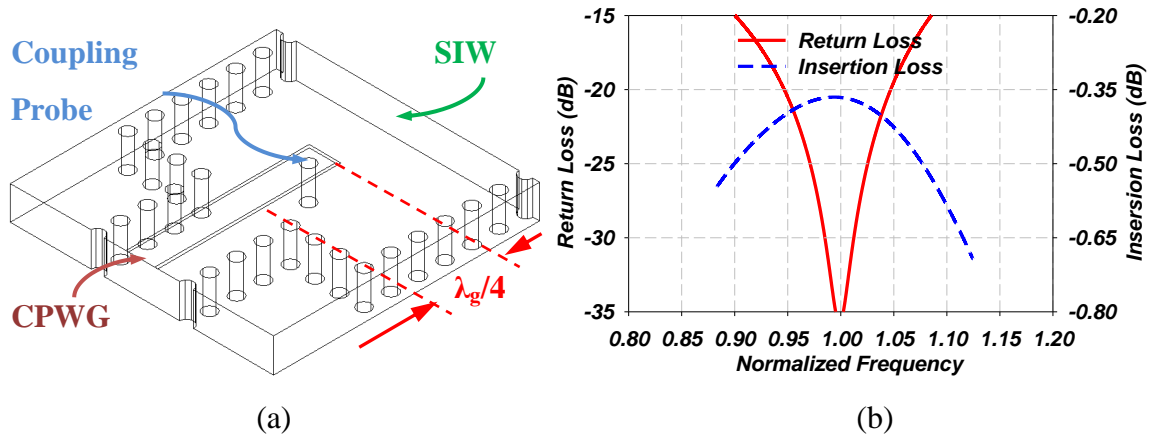 Coupling
Probe
SIW
CPWG
λg/4
(a)
-15
-20
-25
-30
-35
Return Loss (dB)
Return Loss
Insertion Loss
-0.20
-0.35
-0.50
-0.65
-0.80
Insersion Loss (dB)
0.80 0.85 0.90 0.95 1.00 1.05 1.10 1.15 1.20
Normalized Frequency
(b)